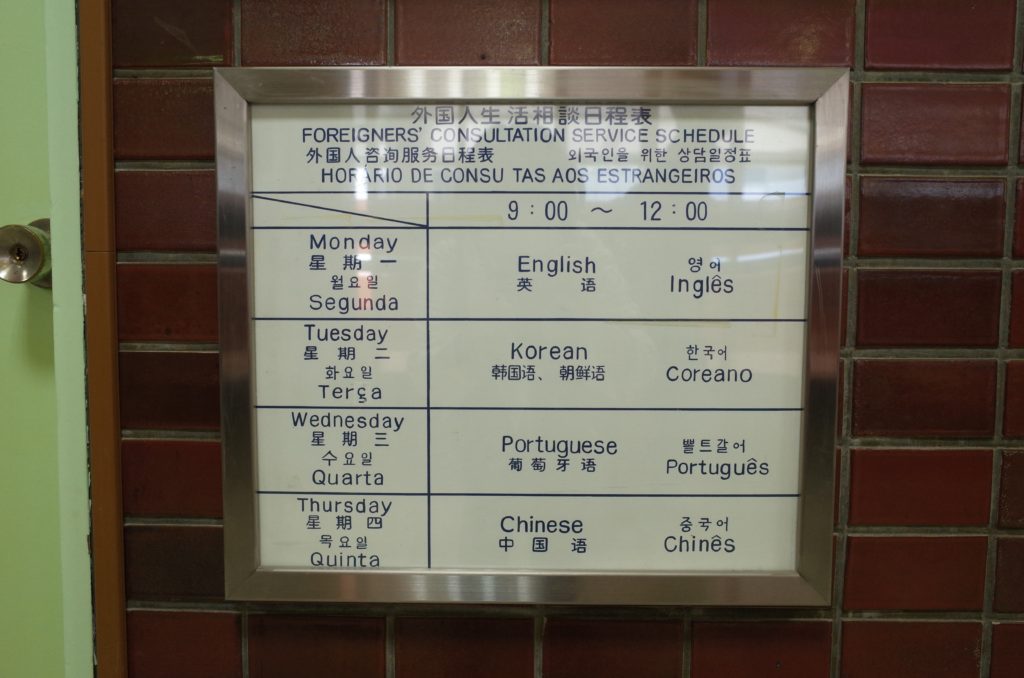 外国人生活相談日程表
FOREIGNERS' CONSULTATION SERVICE SCHEDULE
外国人咨询服务日程表 외국인을 위한 상담일정표
HORÁRIO DE CONSU TAS AOS ESTRANGEIROS
9:00 ～ 12:00
Monday
星期一
월요일
Segunda
English 영어
英语 Inglês
Tuesday
星期二
화요일
Terça
Korean 한국어
韩国语、朝鲜语 Coreano
Wednesday
星期三
수요일
Quarta
Portuguese 뽈트갈어
葡萄牙语 Português
Thursday
星期四
목요일
Quinta
Chinese 중국어
中国语 Chinês